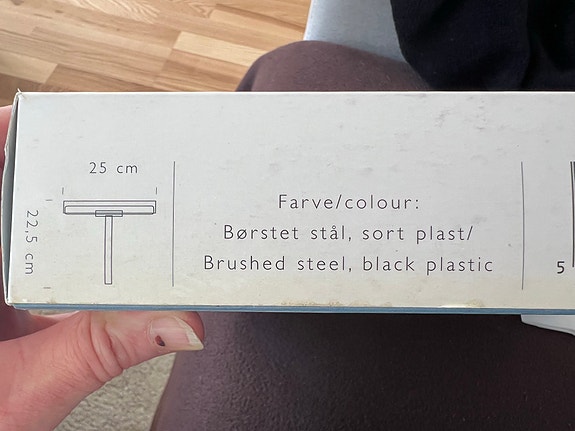 25 cm
22,5 cm
Farve/colour:
Børstet stål, sort plast/
Brushed steel, black plastic
5